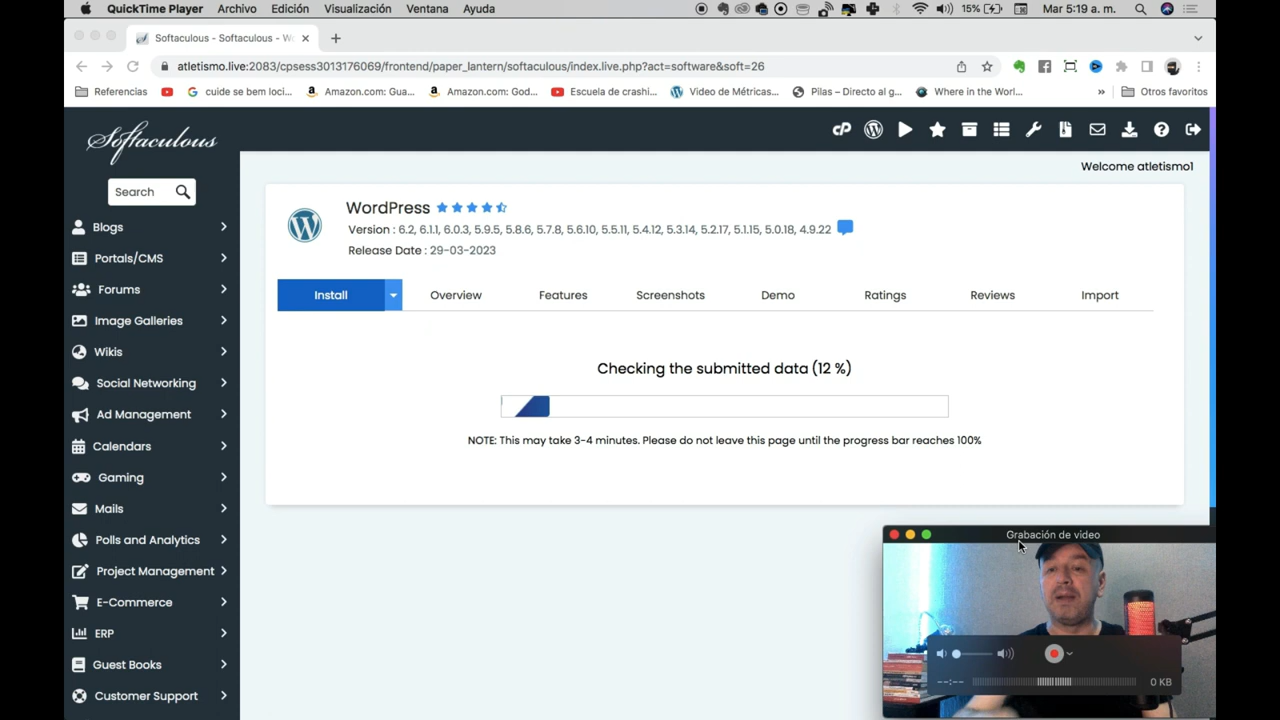 QuickTime Player Archivo Edición Visualización Ventana Ayuda 15% Mar 5:19 a. m.
Softaculous - Softaculous - W
atletismo.live:2083/cpsess3013176069/frontend/paper_lantern/softaculous/index.live.php?act=software&soft=26
Referencias cuide se bem loci... Amazon.com: Gua... Amazon.com: God... Escuela de crashi... Video de Métricas... Pilas – Directo al g... Where in the Worl... » Otros favoritos
Softaculous
cP
Welcome atletismo1
Search
Blogs
Portals/CMS
Forums
Image Galleries
Wikis
Social Networking
Ad Management
Calendars
Gaming
Mails
Polls and Analytics
Project Management
E-Commerce
ERP
Guest Books
Customer Support
WordPress
Version : 6.2, 6.1.1, 6.0.3, 5.9.5, 5.8.6, 5.7.8, 5.6.10, 5.5.11, 5.4.12, 5.3.14, 5.2.17, 5.1.15, 5.0.18, 4.9.22
Release Date : 29-03-2023
Install Overview Features Screenshots Demo Ratings Reviews Import
Checking the submitted data (12 %)
NOTE: This may take 3-4 minutes. Please do not leave this page until the progress bar reaches 100%
Grabación de video
--:-- 0 KB